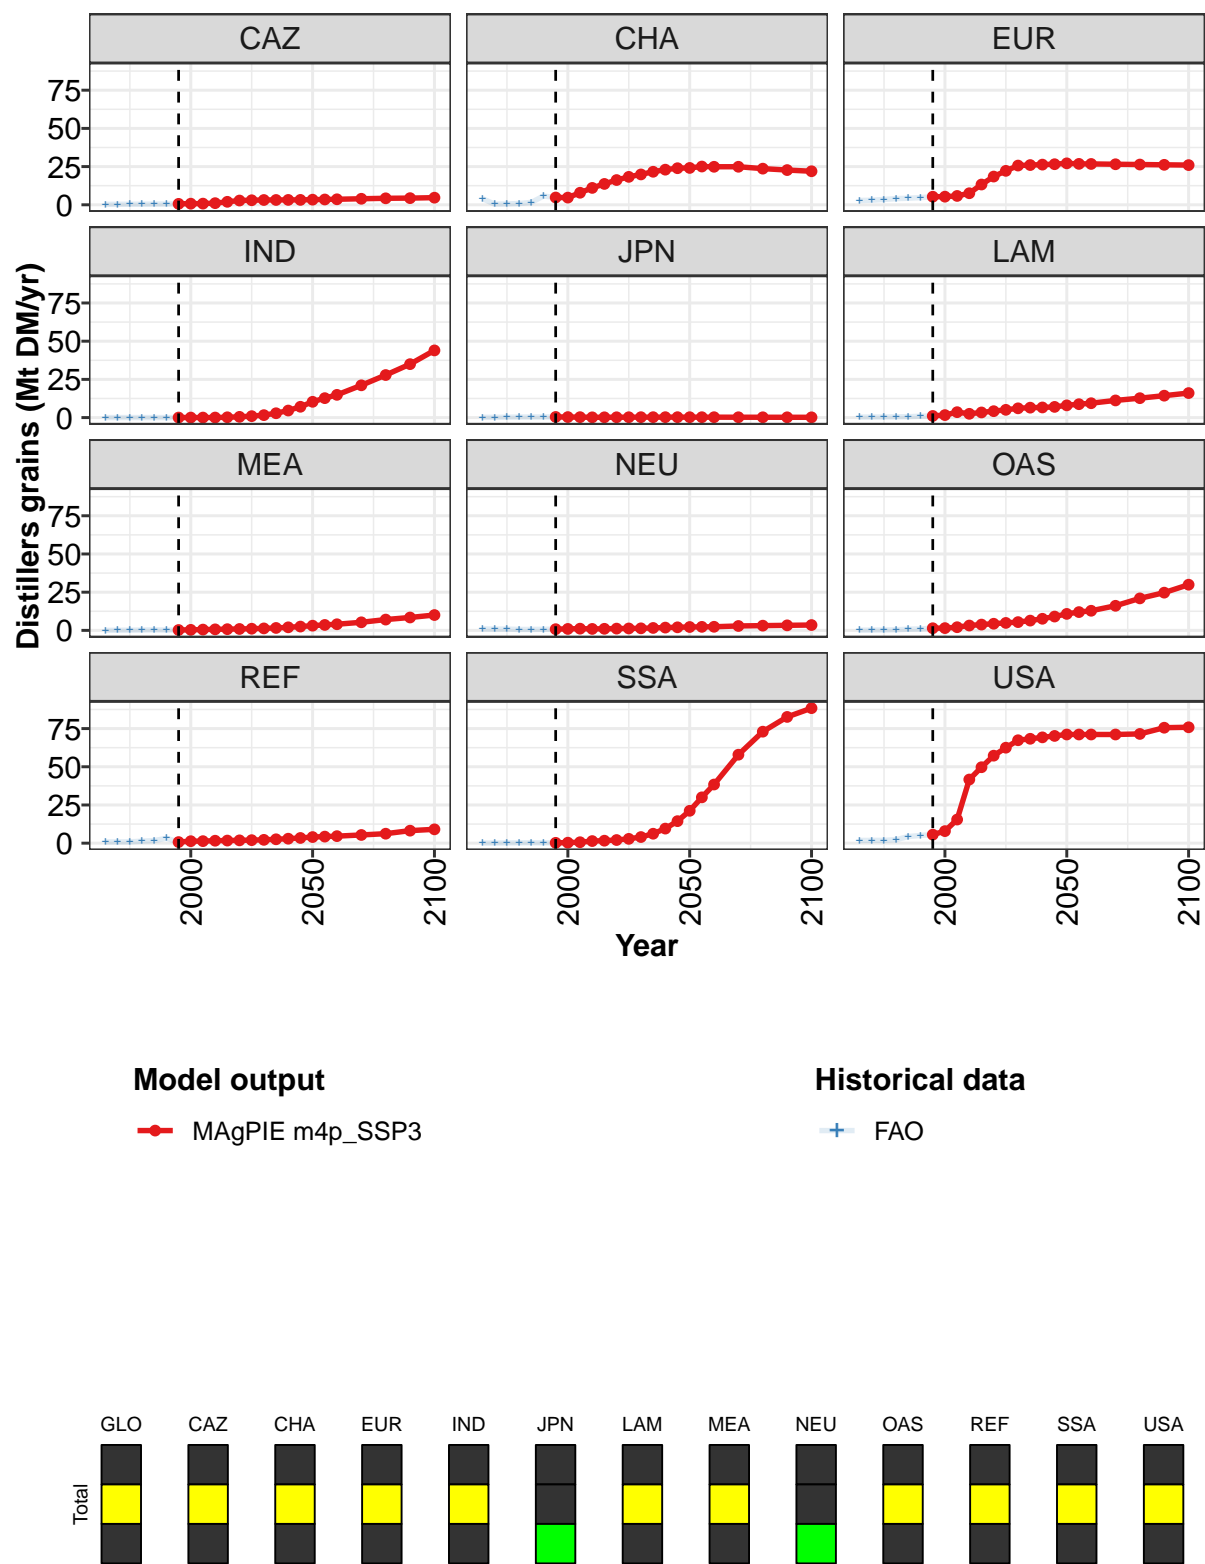 CAZ CHA EUR
75
50
25
0
IND JPN LAM
75
50
25
0
MEA NEU OAS
75
50
25
0
REF SSA USA
75
50
25
0
Distillers grains (Mt DM/yr)
2000 2050 2100 2000 2050 2100 2000 2050 2100
Year
Model output Historical data
MAgPIE m4p_SSP3 FAO
GLO CAZ CHA EUR IND JPN LAM MEA NEU OAS REF SSA USA
Total